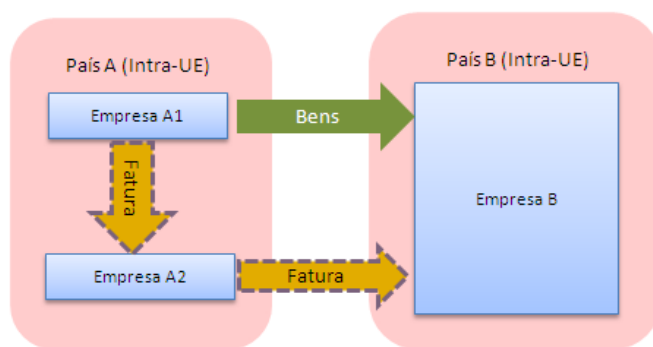 País A (Intra-UE)
País B (Intra-UE)
Empresa A1
Bens
Fatura
Empresa B
Empresa A2
Fatura